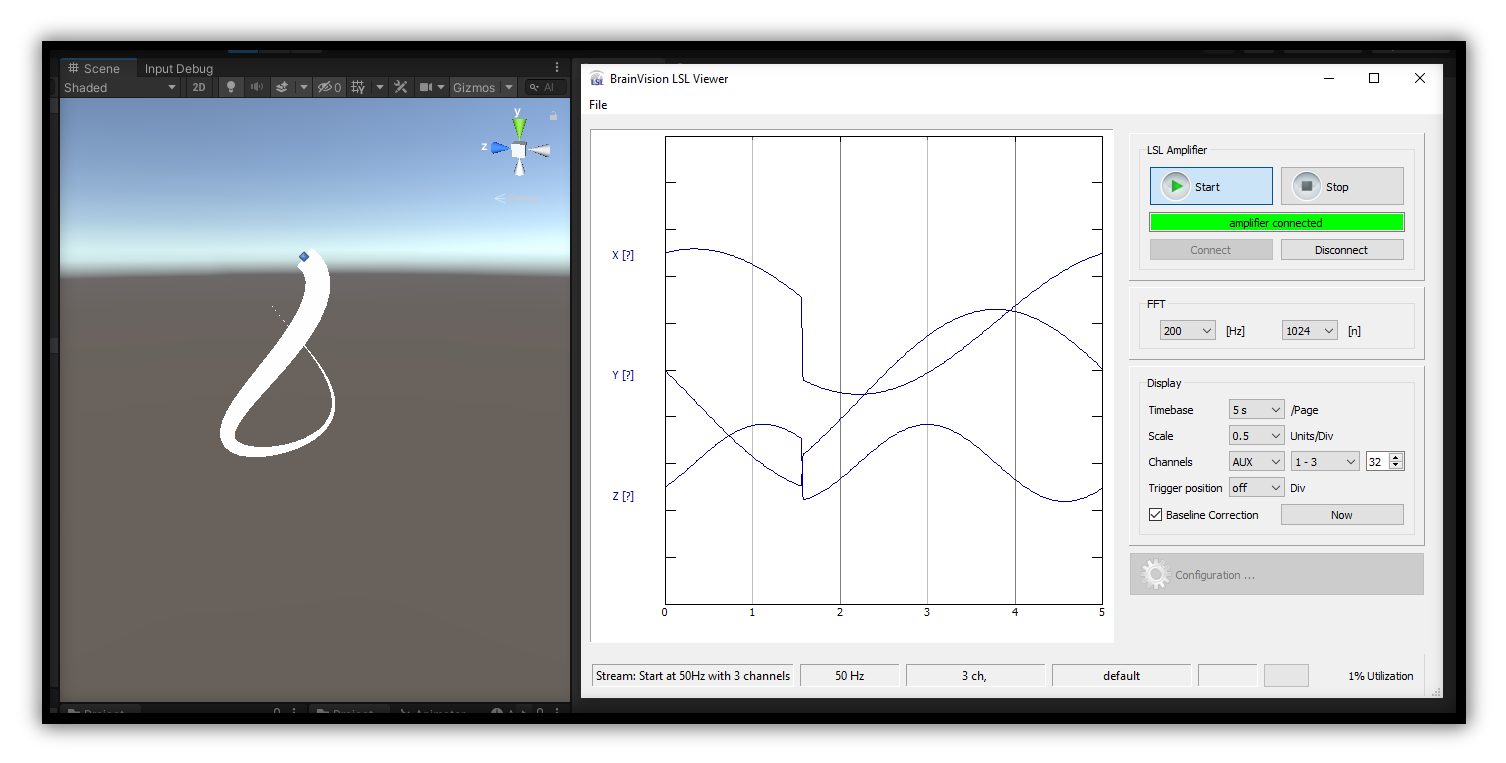 Scene Input Debug
Shaded 2D 0 Gizmos Al
y
z
BrainVision LSL Viewer
File
X [?]
Y [?]
Z [?]
0 1 2 3 4 5
LSL Amplifier
Start Stop
amplifier connected
Connect Disconnect
FFT
200 [Hz] 1024 [n]
Display
Timebase 5 s /Page
Scale 0.5 Units/Div
Channels AUX 1 - 3 32
Trigger position off Div
Baseline Correction Now
Configuration ...
Stream: Start at 50Hz with 3 channels 50 Hz 3 ch, default 1% Utilization